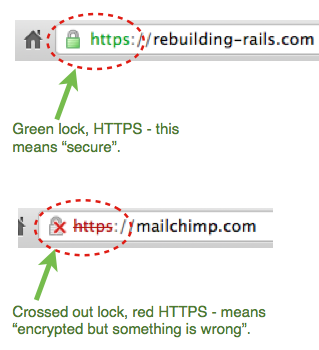 https://rebuilding-rails.com
Green lock, HTTPS - this
means “secure”.
https://mailchimp.com
Crossed out lock, red HTTPS - means
“encrypted but something is wrong”.